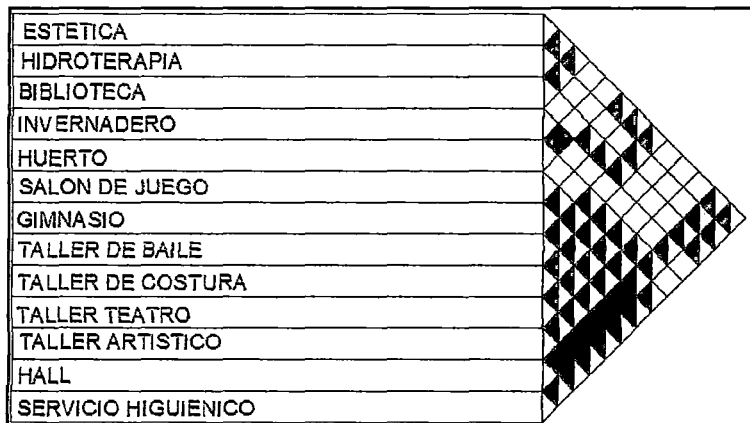 ESTETICA
HIDROTERAPIA
BIBLIOTECA
INVERNADERO
HUERTO
SALON DE JUEGO
GIMNASIO
TALLER DE BAILE
TALLER DE COSTURA
TALLER TEATRO
TALLER ARTISTICO
HALL
SERVICIO HIGUIENICO